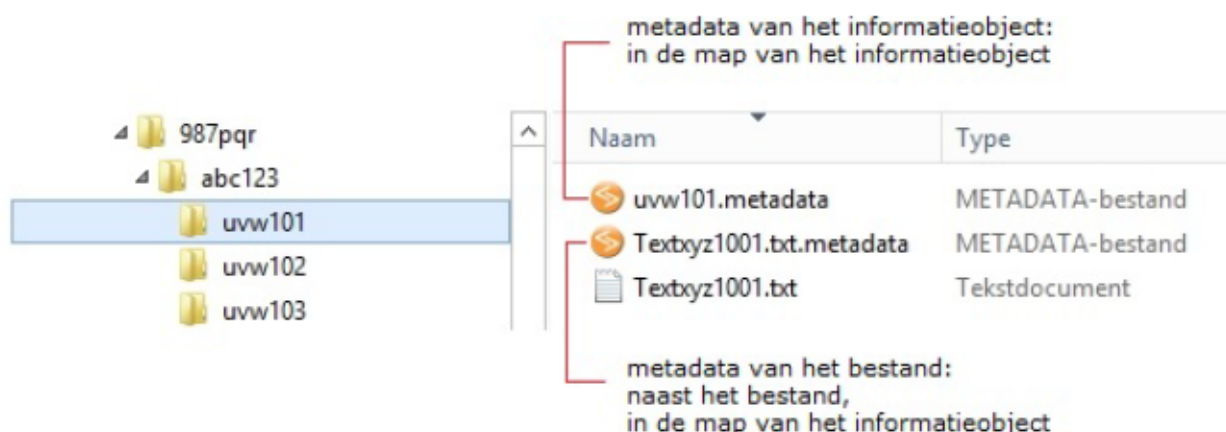 metadata van het informatieobject:
in de map van het informatieobject
987pqr
abc123
uvw101
uvw102
uvw103
Naam Type
uvw101.metadata METADATA-bestand
Textxyz1001.txt.metadata METADATA-bestand
Textxyz1001.txt Tekstdocument
metadata van het bestand:
naast het bestand,
in de map van het informatieobject